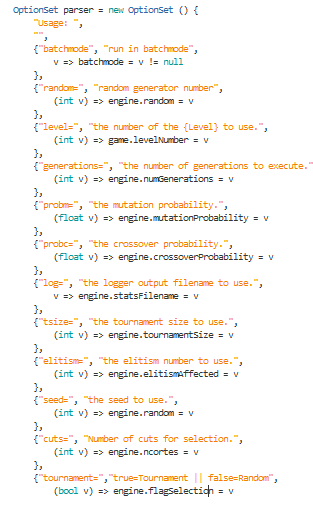 OptionSet parser = new OptionSet () {
"Usage: ",
"",
{"batchmode", "run in batchmode",
v => batchmode = v != null
},
{"random=", "random generator number",
(int v) => engine.random = v
},
{"level=", "the number of the {Level} to use.",
(int v) => game.levelNumber = v
},
{"generations=", "the number of generations to execute."
(int v) => engine.numGenerations = v
},
{"probm=", "the mutation probability.",
(float v) => engine.mutationProbability = v
},
{"probc=", "the crossover probability.",
(float v) => engine.crossoverProbability = v
},
{"log=", "the logger output filename to use.",
v => engine.statsFilename = v
},
{"tsize=", "the tournament size to use.",
(int v) => engine.tournamentSize = v
},
{"elitism=", "the elitism number to use.",
(int v) => engine.elitismAffected = v
},
{"seed=", "the seed to use.",
(int v) => engine.random = v
},
{"cuts=", "Number of cuts for selection.",
(int v) => engine.ncortes = v
},
{"tournament=","true=Tournament || false=Random",
(bool v) => engine.flagSelection = v